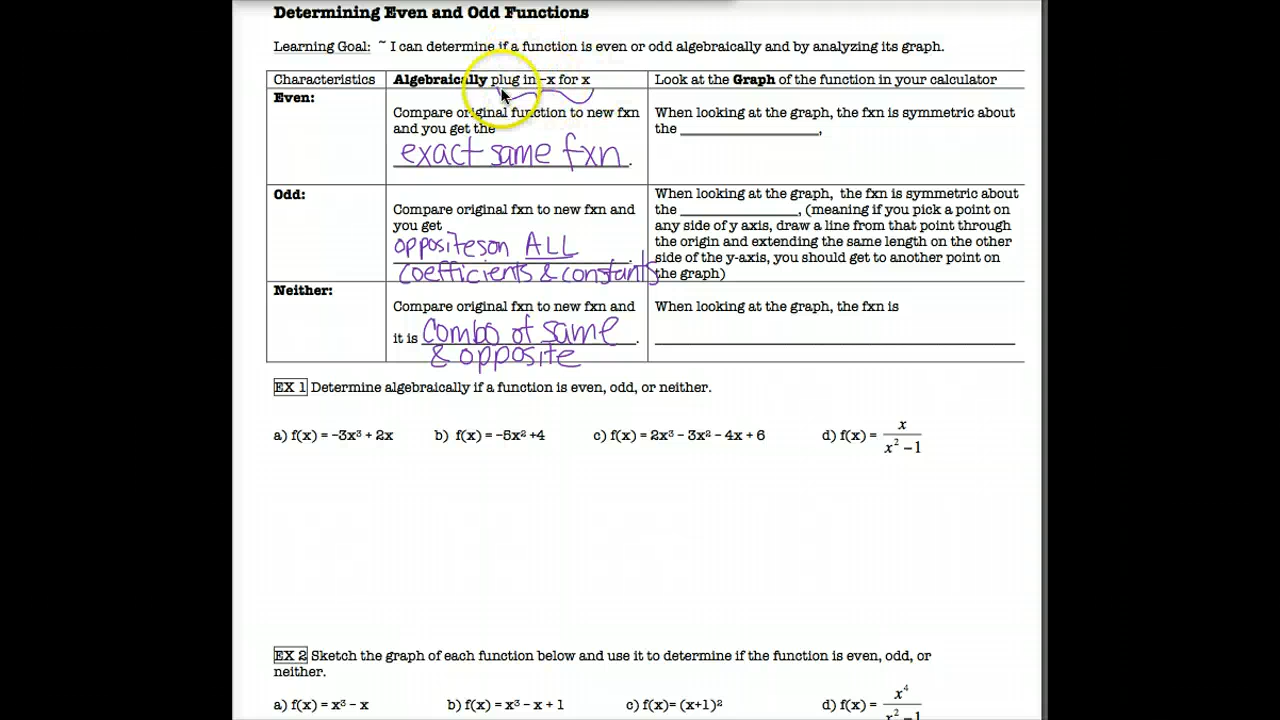 Determining Even and Odd Functions
Learning Goal: ~ I can determine if a function is even or odd algebraically and by analyzing its graph.
Characteristics
Algebraically plug in –x for x
Look at the Graph of the function in your calculator
Even:
Compare original function to new fxn
and you get the
exact same fxn.
When looking at the graph, the fxn is symmetric about
the ____________________,
Odd:
Compare original fxn to new fxn and
you get
oppositeson ALL
coefficients & constants.
When looking at the graph, the fxn is symmetric about
the _________________, (meaning if you pick a point on
any side of y axis, draw a line from that point through
the origin and extending the same length on the other
side of the y-axis, you should get to another point on
the graph)
Neither:
Compare original fxn to new fxn and
it is combo of same.
& opposite
When looking at the graph, the fxn is
____________________
EX 1 Determine algebraically if a function is even, odd, or neither.
a) f(x) = –3x³ + 2x
b) f(x) = –5x² +4
c) f(x) = 2x³ – 3x² – 4x + 6
d) f(x) = x / x² – 1
EX 2 Sketch the graph of each function below and use it to determine if the function is even, odd, or
neither.
a) f(x) = x³ – x
b) f(x) = x³ – x + 1
c) f(x)= (x+1)²
d) f(x) = x⁴ / x² – 1